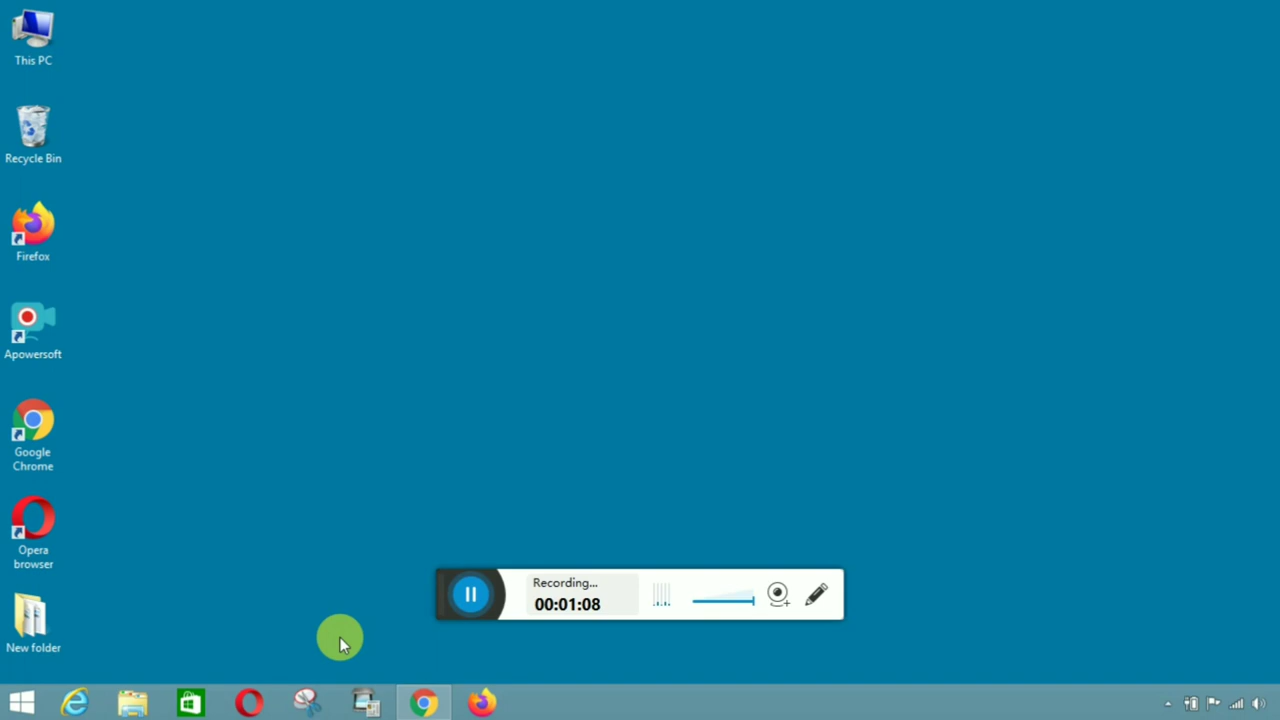 This PC
Recycle Bin
Firefox
Apowersoft
Google
Chrome
Opera
browser
New folder
Recording...
00:01:08